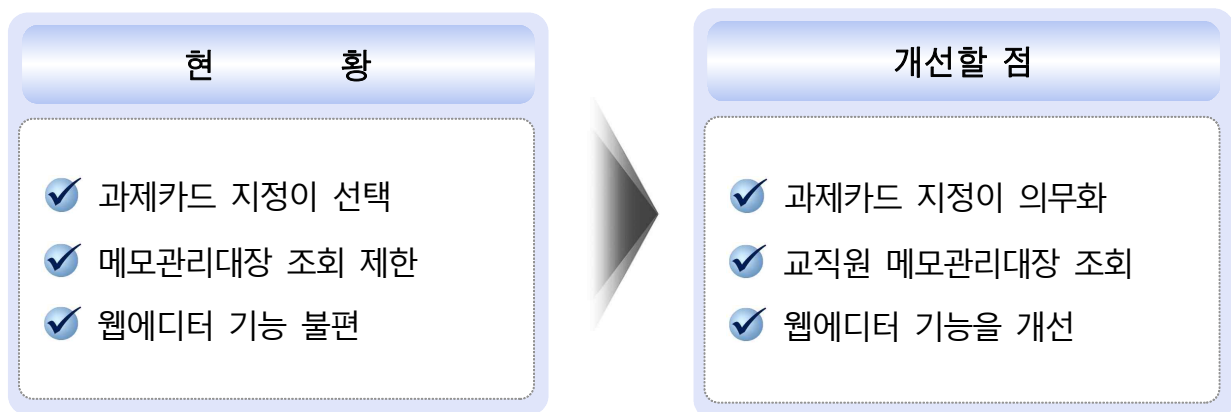 현 황
과제카드 지정이 선택
메모관리대장 조회 제한
웹에디터 기능 불편
개선할 점
과제카드 지정이 의무화
교직원 메모관리대장 조회
웹에디터 기능을 개선